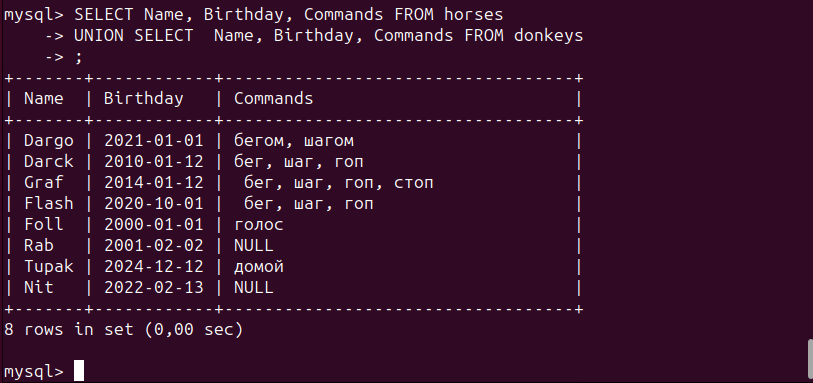 mysql> SELECT Name, Birthday, Commands FROM horses
    -> UNION SELECT  Name, Birthday, Commands FROM donkeys
    -> ;
+-------+------------+-----------------------------------+
| Name  | Birthday   | Commands                          |
+-------+------------+-----------------------------------+
| Dargo | 2021-01-01 | бегом, шагом                      |
| Darck | 2010-01-12 | бег, шаг, гоп                     |
| Graf  | 2014-01-12 |  бег, шаг, гоп, стоп              |
| Flash | 2020-10-01 |  бег, шаг, гоп                    |
| Foll  | 2000-01-01 | голос                             |
| Rab   | 2001-02-02 | NULL                              |
| Tupak | 2024-12-12 | домой                             |
| Nit   | 2022-02-13 | NULL                              |
+-------+------------+-----------------------------------+
8 rows in set (0,00 sec)
mysql>